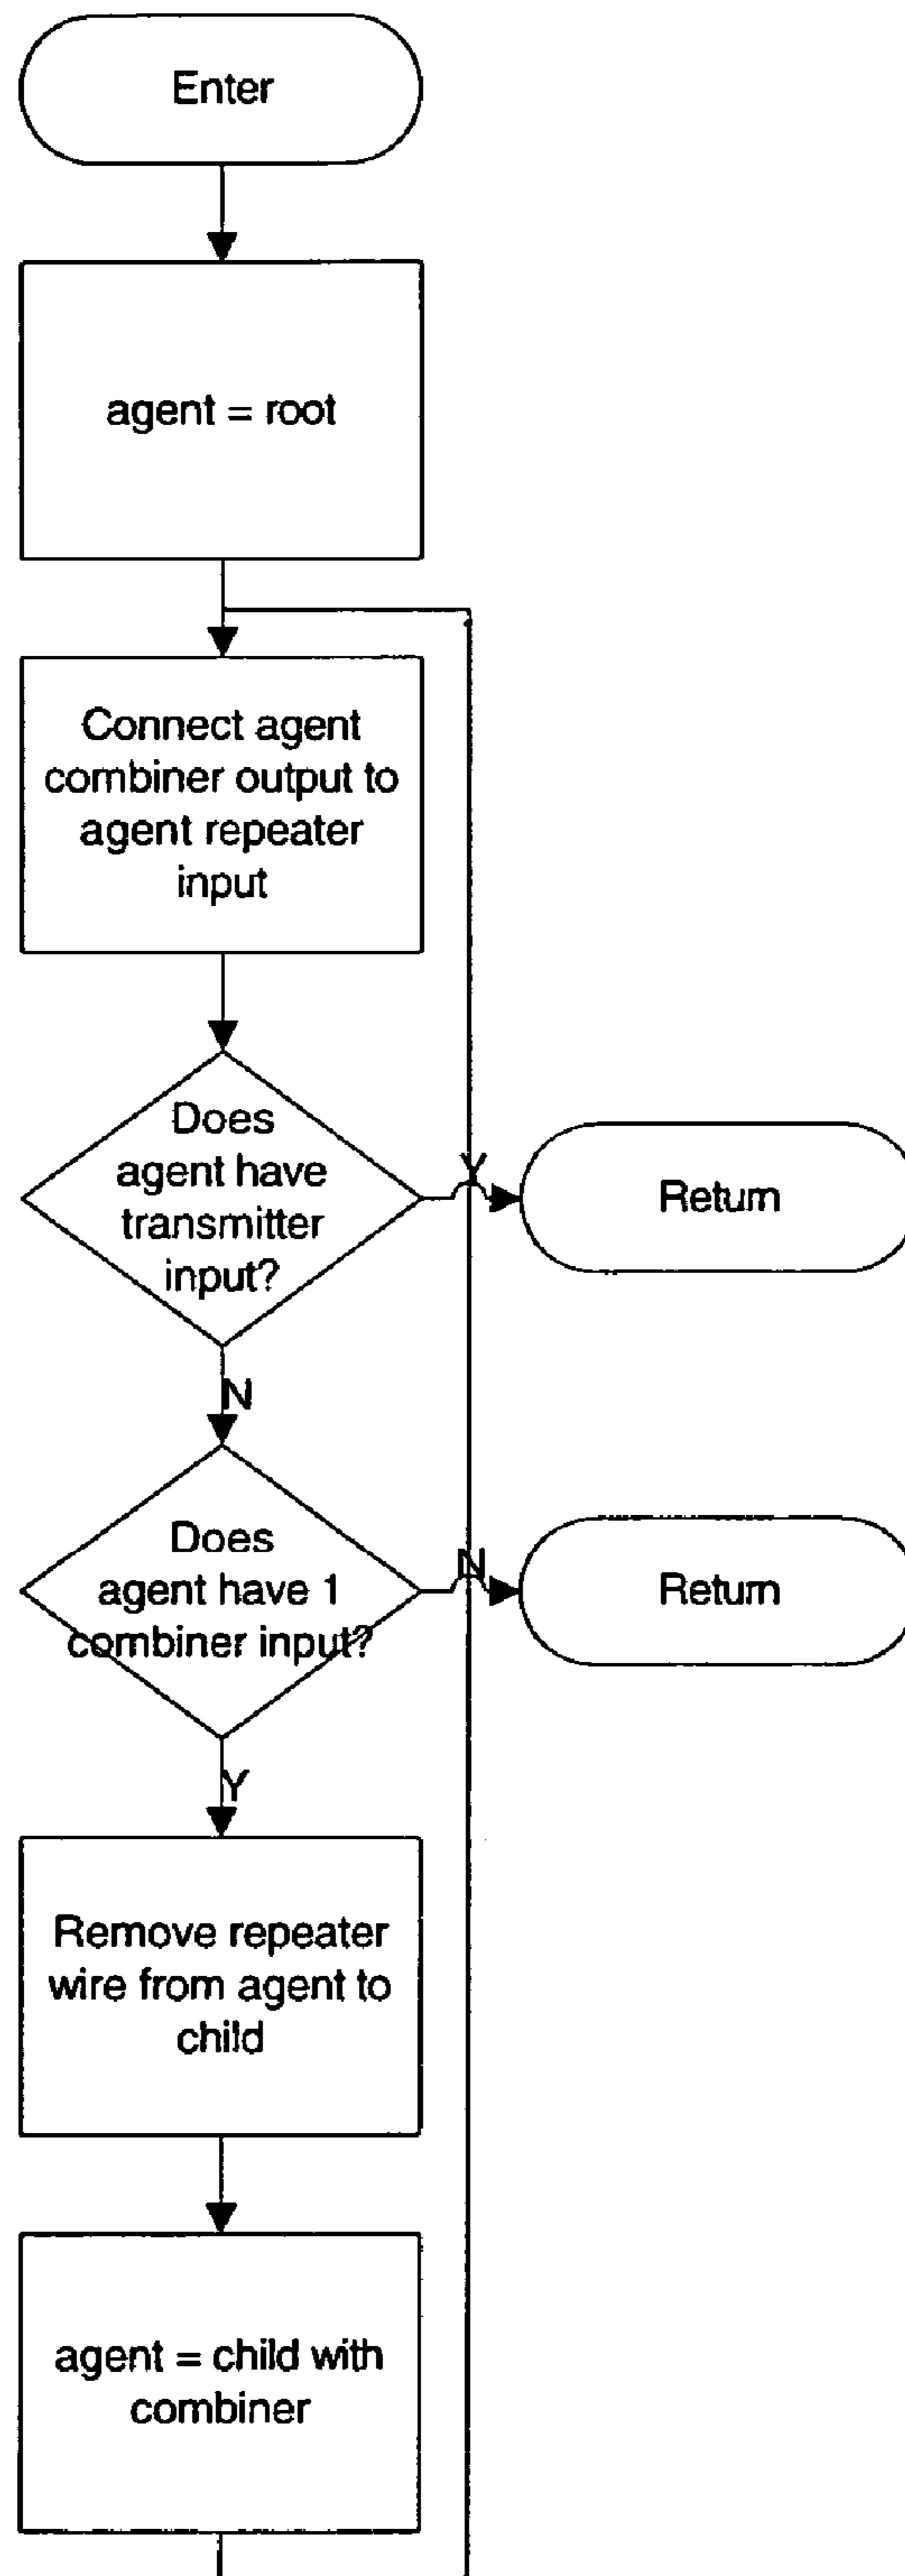 Enter
agent = root
Connect agent
combiner output to
agent repeater
input
Does
agent have
transmitter
input?
Y
Return
N
Does
agent have 1
combiner input?
N
Return
Y
Remove repeater
wire from agent to
child
agent = child with
combiner